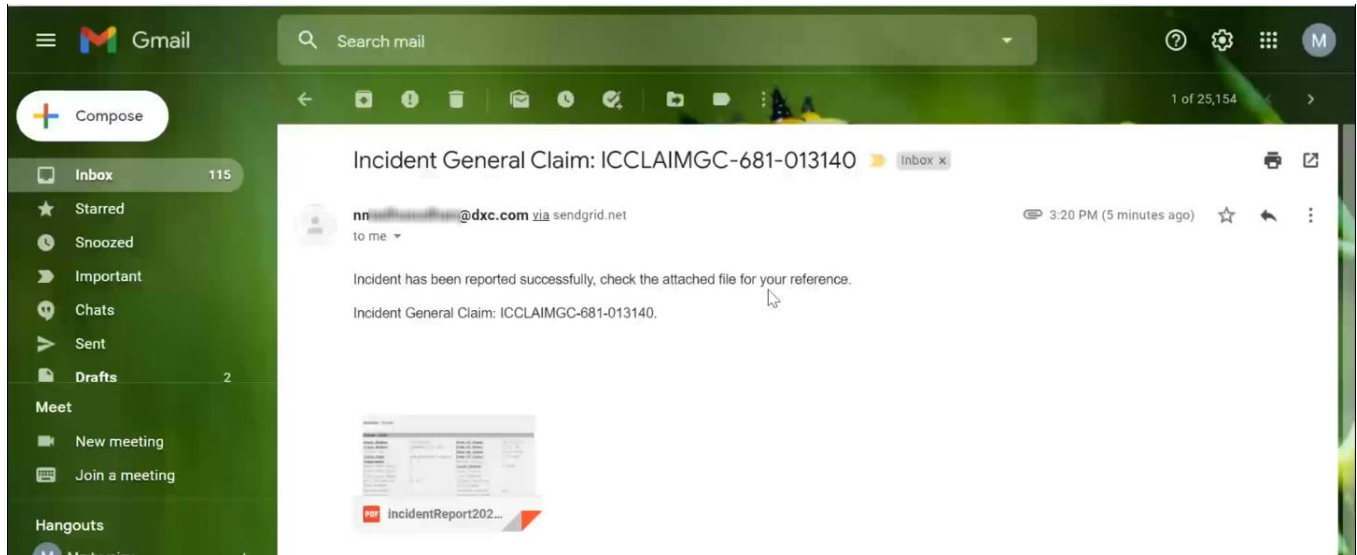 Gmail
Search mail
M
Compose
1 of 25,154
Inbox 115
Starred
Snoozed
Important
Chats
Sent
Drafts 2
Meet
New meeting
Join a meeting
Hangouts
M
Incident General Claim: ICCLAIMGC-681-013140 Inbox x
@dxc.com via sendgrid.net 3:20 PM (5 minutes ago)
to me
Incident has been reported successfully, check the attached file for your reference.
Incident General Claim: ICCLAIMGC-681-013140.
PDF incidentReport202...